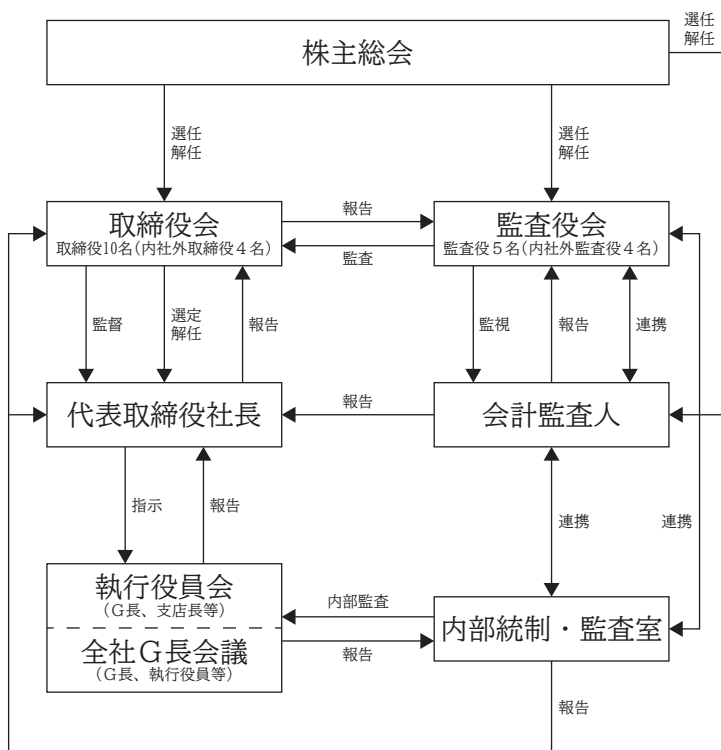 選任
解任
株主総会
選任
解任
選任
解任
取締役会
取締役10名(内社外取締役４名)
報告
監査
監査役会
監査役５名(内社外監査役４名)
監督
選定
解任
報告
監視
報告
連携
代表取締役社長
報告
会計監査人
指示
報告
連携
連携
執行役員会
(Ｇ長、支店長等)
全社Ｇ長会議
(Ｇ長、執行役員等)
内部監査
報告
内部統制・監査室
報告